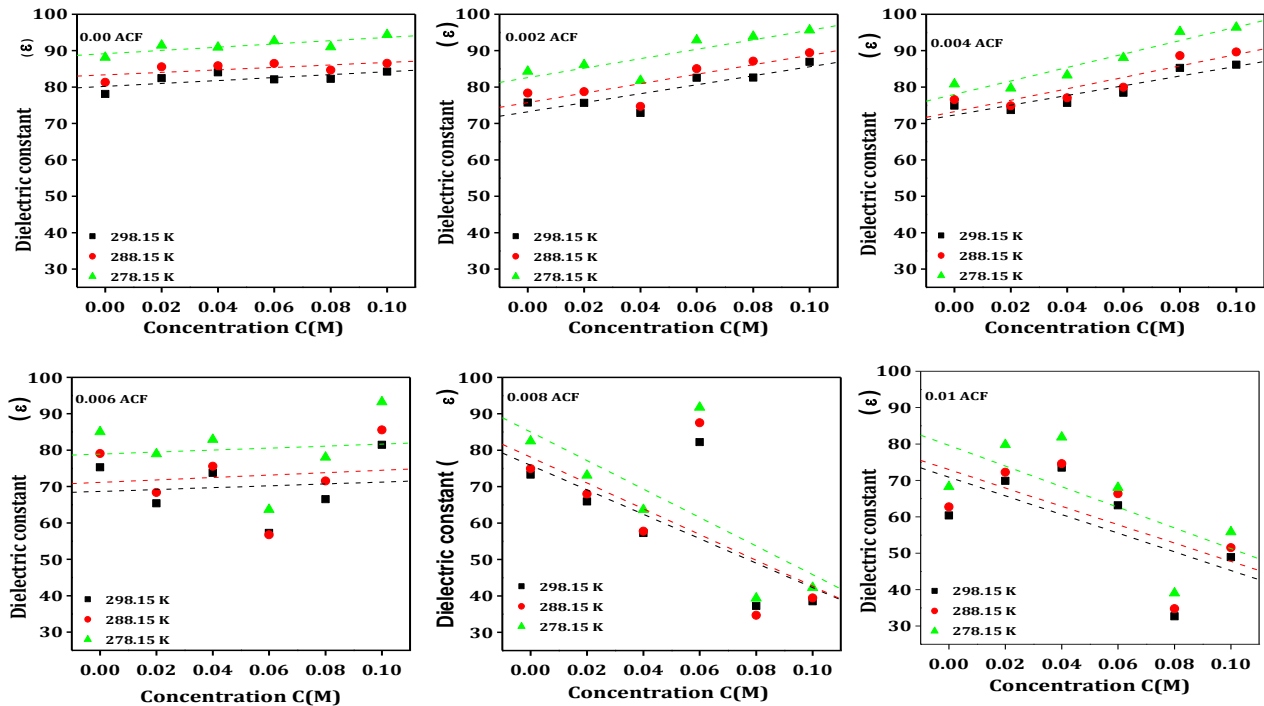 0.00 ACF
Dielectric constant (ε)
100
90
80
70
60
50
40
30
298.15 K
288.15 K
278.15 K
0.00 0.02 0.04 0.06 0.08 0.10
Concentration C(M)
0.002 ACF
Dielectric constant (ε)
100
90
80
70
60
50
40
30
298.15 K
288.15 K
278.15 K
0.00 0.02 0.04 0.06 0.08 0.10
Concentration C(M)
0.004 ACF
Dielectric constant (ε)
100
90
80
70
60
50
40
30
298.15 K
288.15 K
278.15 K
0.00 0.02 0.04 0.06 0.08 0.10
Concentration C(M)
0.006 ACF
Dielectric constant (ε)
100
90
80
70
60
50
40
30
298.15 K
288.15 K
278.15 K
0.00 0.02 0.04 0.06 0.08 0.10
Concentration C(M)
0.008 ACF
Dielectric constant ( ε)
100
90
80
70
60
50
40
30
298.15 K
288.15 K
278.15 K
0.00 0.02 0.04 0.06 0.08 0.10
Concentration C(M)
0.01 ACF
Dielectric constant (ε)
100
90
80
70
60
50
40
30
298.15 K
288.15 K
278.15 K
0.00 0.02 0.04 0.06 0.08 0.10
Concentration C(M)